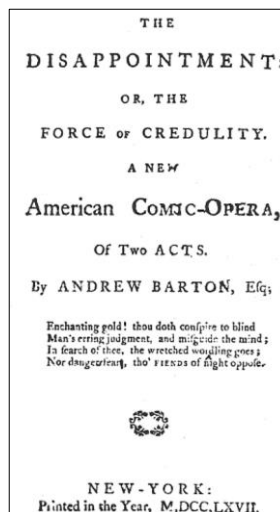 THE
DISAPPOINTMENT:
OR, THE
FORCE OF CREDULITY.
A NEW
American COMIC-OPERA,
Of Two ACTS.
By ANDREW BARTON, Eſq;
Enchanting gold! thou doth conſpire to blind
Man's erring judgment, and miſguide the mind;
In ſearch of thee, the wretched worldling goes;
Nor danger fears, tho' FIENDS of night oppoſe.
NEW-YORK:
Printed in the Year, M,DCC,LXVII.